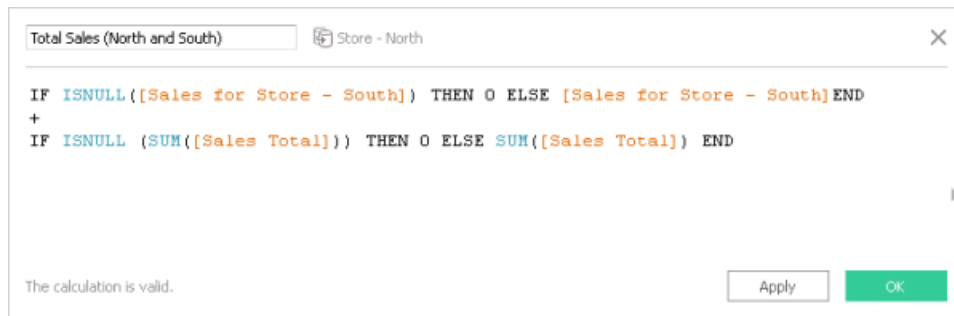 Total Sales (North and South) Store - North
IF ISNULL([Sales for Store - South]) THEN 0 ELSE [Sales for Store - South]END
+
IF ISNULL (SUM([Sales Total])) THEN 0 ELSE SUM([Sales Total]) END
The calculation is valid. Apply OK